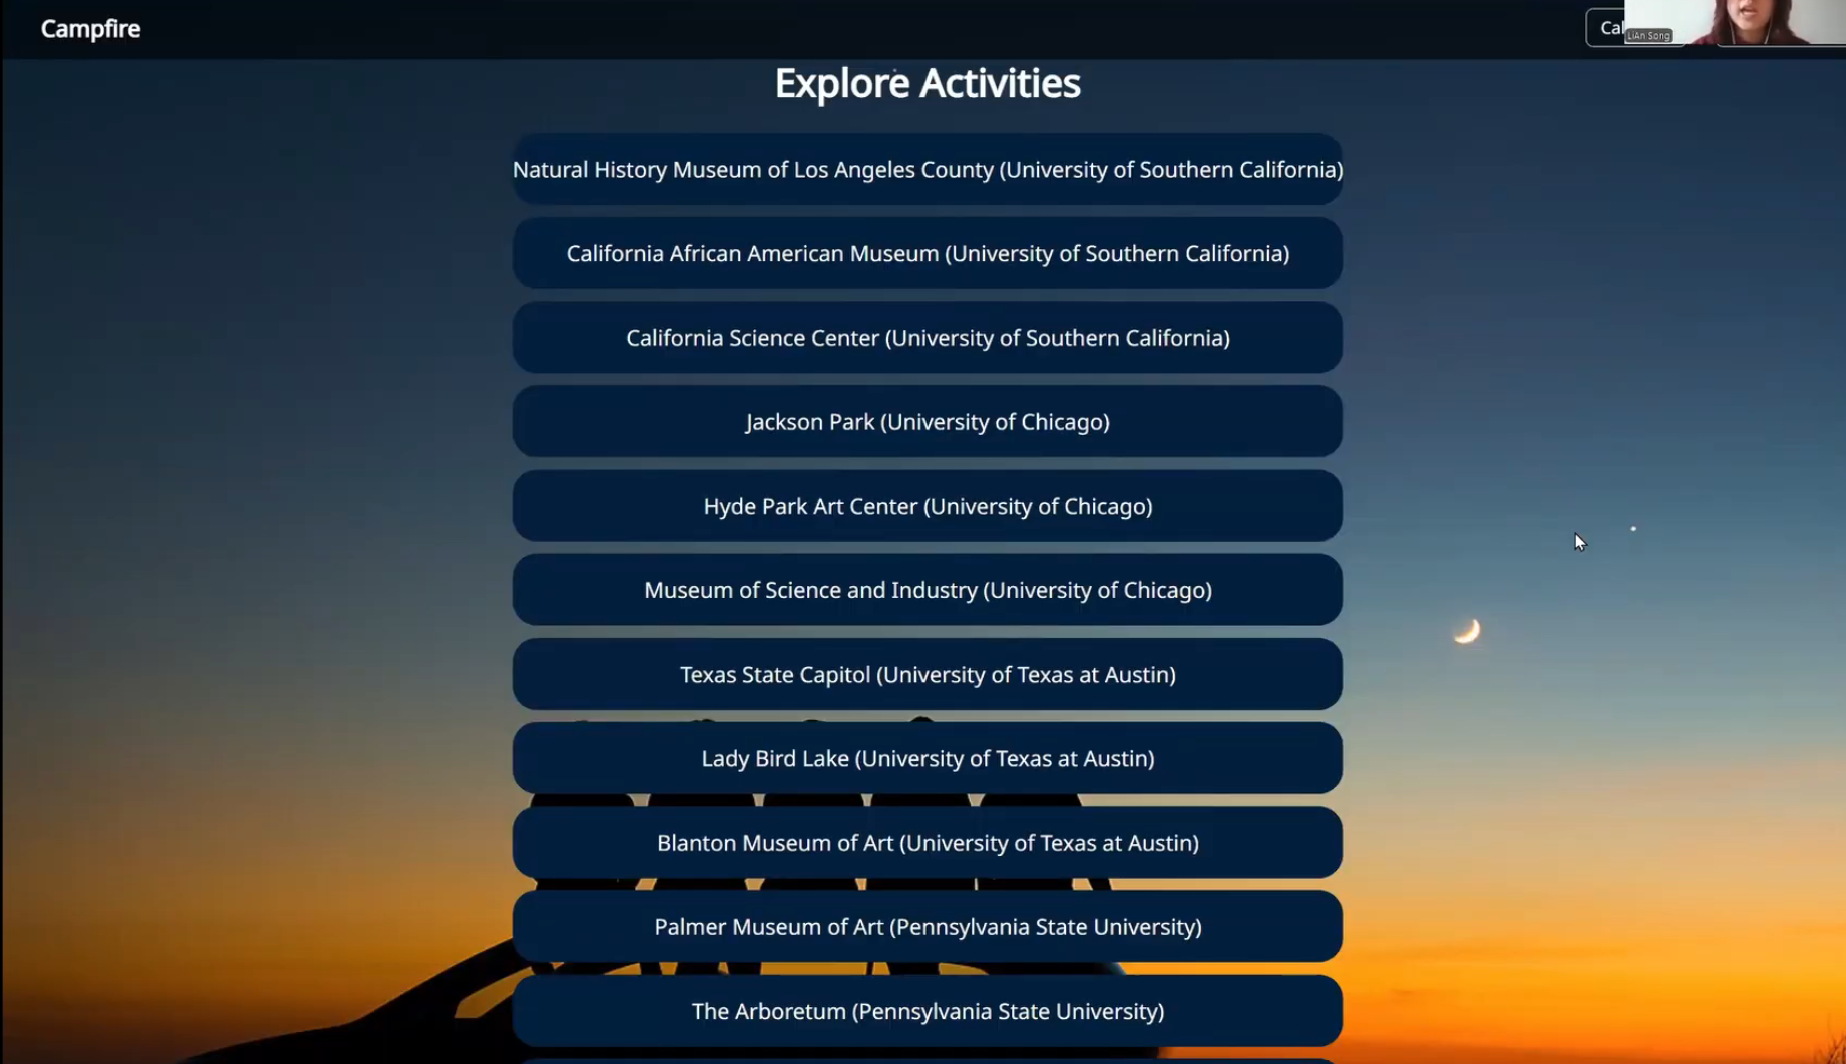 Campfire
Cal
LiAn Song
Explore Activities
Natural History Museum of Los Angeles County (University of Southern California)
California African American Museum (University of Southern California)
California Science Center (University of Southern California)
Jackson Park (University of Chicago)
Hyde Park Art Center (University of Chicago)
Museum of Science and Industry (University of Chicago)
Texas State Capitol (University of Texas at Austin)
Lady Bird Lake (University of Texas at Austin)
Blanton Museum of Art (University of Texas at Austin)
Palmer Museum of Art (Pennsylvania State University)
The Arboretum (Pennsylvania State University)